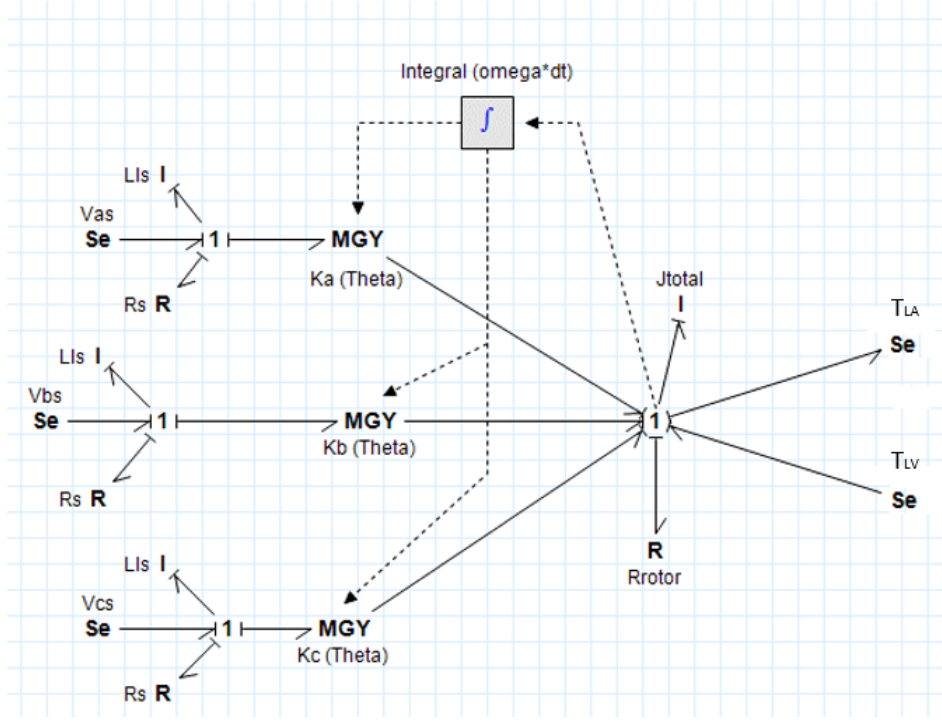 Integral (omega*dt)
∫
Lls I
Vas
Se 1 MGY
Ka (Theta)
Rs R
Jtotal
I
TLA
Se
Lls I
Vbs
Se 1 MGY 1
Kb (Theta)
Rs R
TLV
Se
R
Rrotor
Lls I
Vcs
Se 1 MGY
Kc (Theta)
Rs R